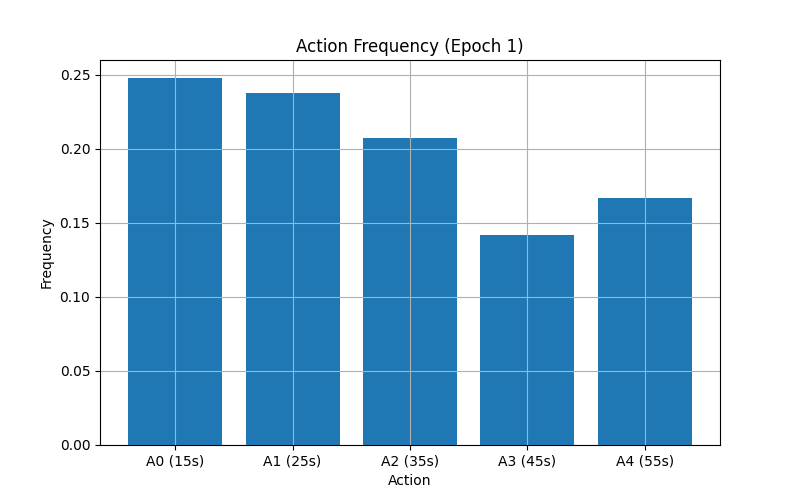 Action Frequency (Epoch 1)
0.25
0.20
0.15
0.10
0.05
0.00
Frequency
A0 (15s) A1 (25s) A2 (35s) A3 (45s) A4 (55s)
Action